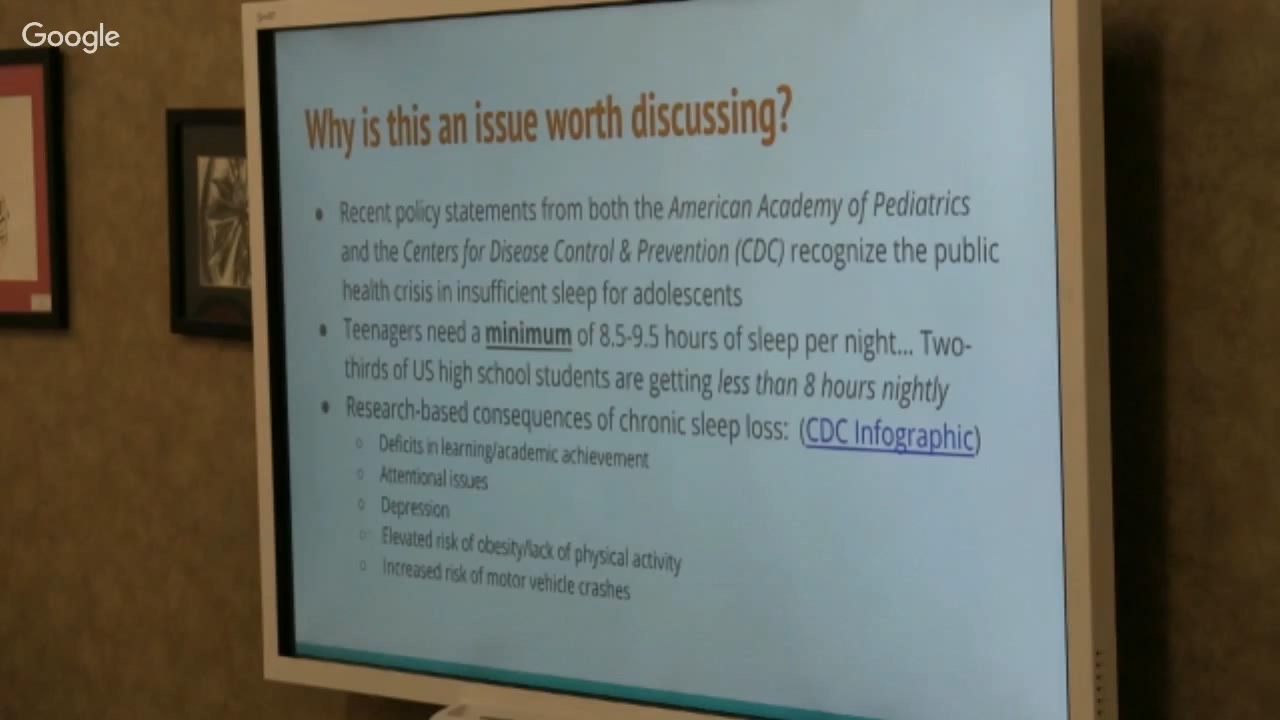 Google
Why is this an issue worth discussing?
● Recent policy statements from both the American Academy of Pediatrics
and the Centers for Disease Control & Prevention (CDC) recognize the public
health crisis in insufficient sleep for adolescents
● Teenagers need a minimum of 8.5-9.5 hours of sleep per night... Two-
thirds of US high school students are getting less than 8 hours nightly
● Research-based consequences of chronic sleep loss: (CDC Infographic)
○ Deficits in learning/academic achievement
○ Attentional issues
○ Depression
○ Elevated risk of obesity/lack of physical activity
○ Increased risk of motor vehicle crashes